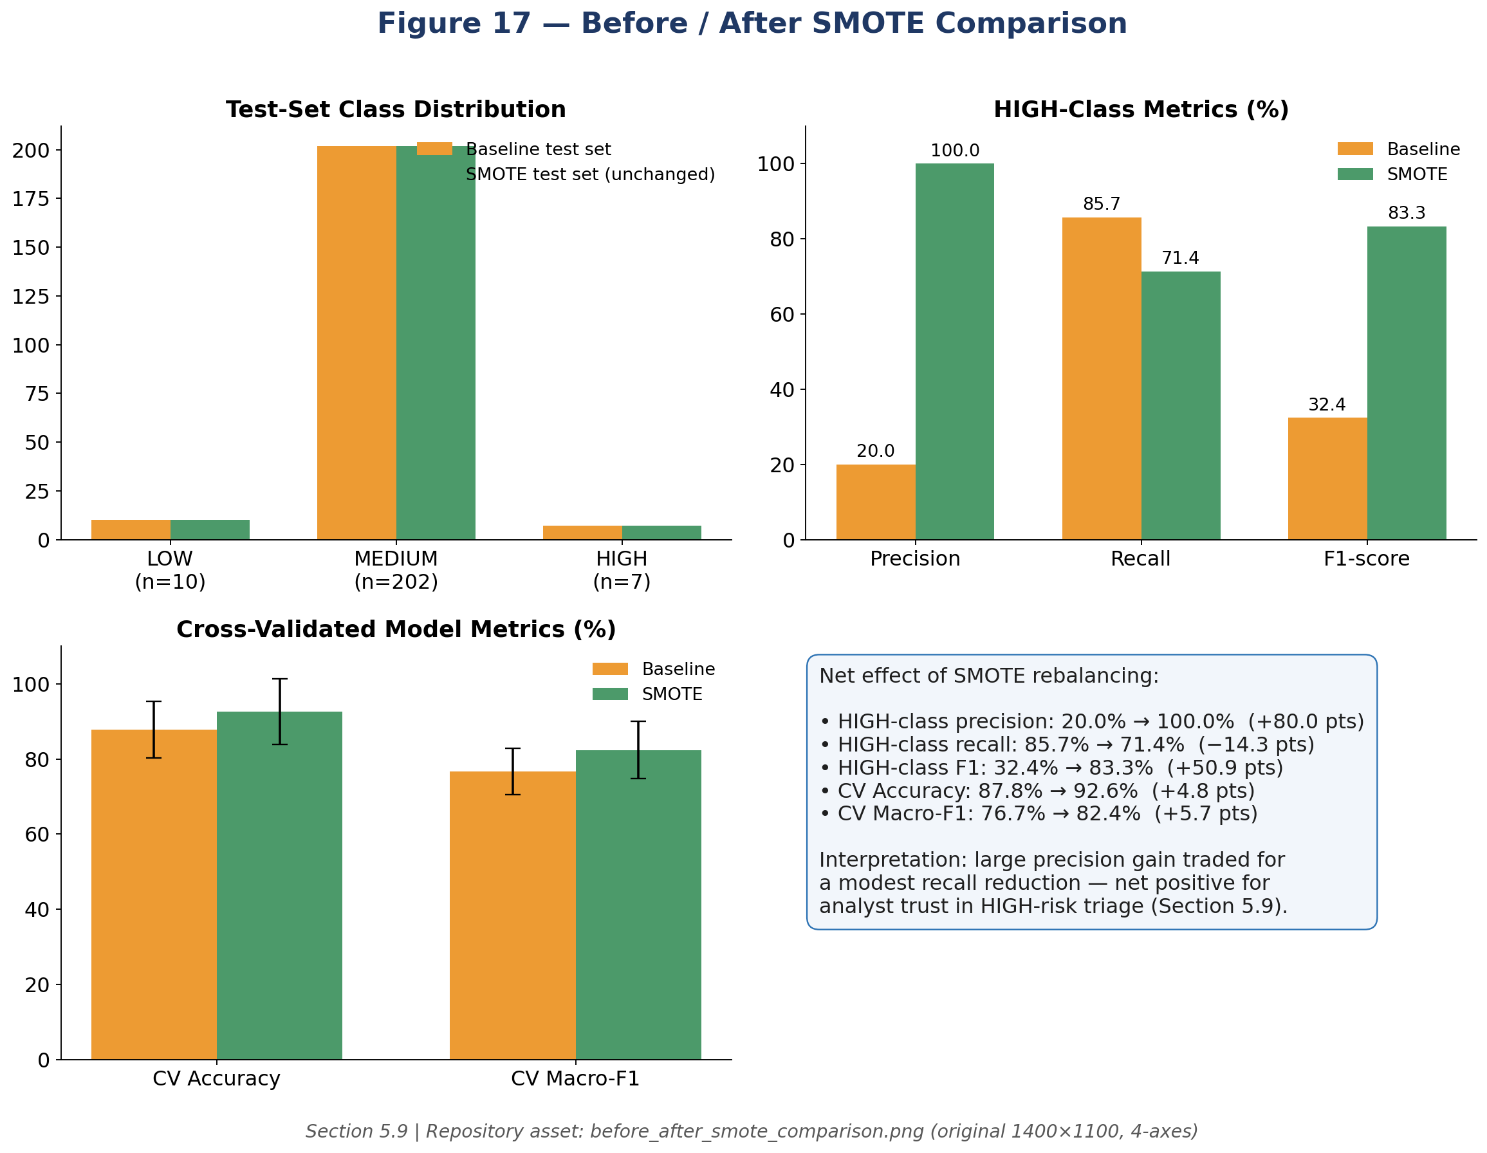 Figure 17 — Before / After SMOTE Comparison
Test-Set Class Distribution
200
175
150
125
100
75
50
25
0
Baseline test set
SMOTE test set (unchanged)
LOW
(n=10)
MEDIUM
(n=202)
HIGH
(n=7)
HIGH-Class Metrics (%)
100
80
60
40
20
0
Baseline
SMOTE
20.0
100.0
85.7
71.4
32.4
83.3
Precision
Recall
F1-score
Cross-Validated Model Metrics (%)
100
80
60
40
20
0
Baseline
SMOTE
CV Accuracy
CV Macro-F1
Net effect of SMOTE rebalancing:
• HIGH-class precision: 20.0% → 100.0%  (+80.0 pts)
• HIGH-class recall: 85.7% → 71.4%  (−14.3 pts)
• HIGH-class F1: 32.4% → 83.3%  (+50.9 pts)
• CV Accuracy: 87.8% → 92.6%  (+4.8 pts)
• CV Macro-F1: 76.7% → 82.4%  (+5.7 pts)
Interpretation: large precision gain traded for
a modest recall reduction — net positive for
analyst trust in HIGH-risk triage (Section 5.9).
Section 5.9 | Repository asset: before_after_smote_comparison.png (original 1400×1100, 4-axes)